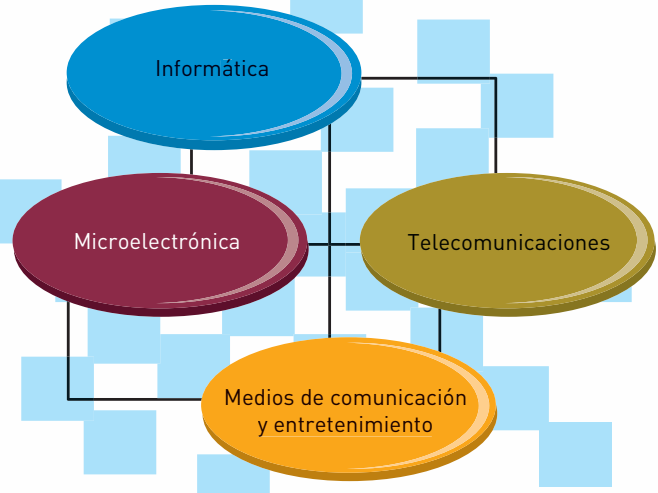 Informática
Microelectrónica
Telecomunicaciones
Medios de comunicación
y entretenimiento